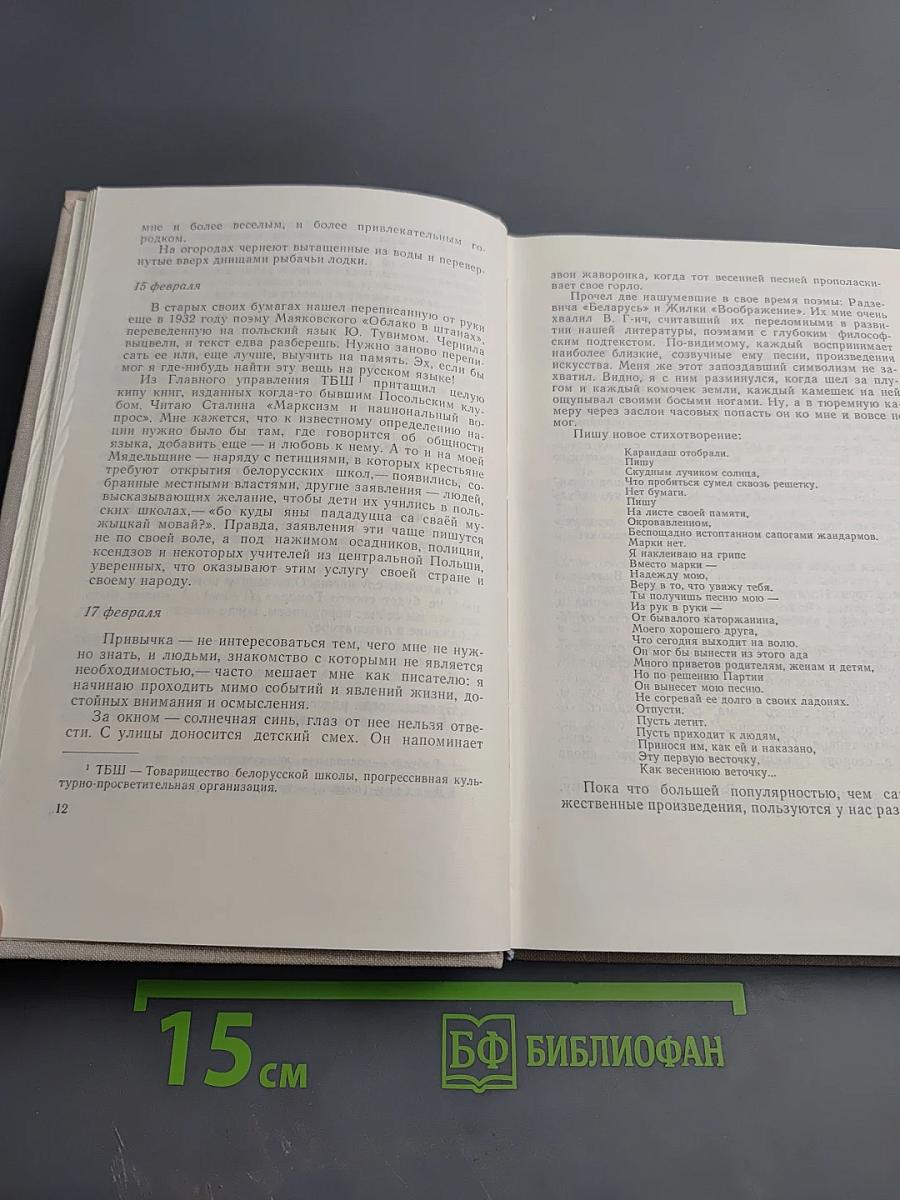 мне и более веселым, и более привлекательным го-
родком.
На огородах чернеют вытащенные из воды и перевер-
нутые вверх днищами рыбачьи лодки.
15 февраля
В старых своих бумагах нашел переписанную от руки
еще в 1932 году поэму Маяковского «Облако в штанах»,
переведенную на польский язык Ю. Тувимом. Чернила
выцвели, и текст едва разберешь. Нужно заново перепи-
сать ее или, еще лучше, выучить на память. Эх, если бы
мог я где-нибудь найти эту вещь на русском языке!
Из Главного управления ТБШ¹ притащил целую
кипу книг, изданных когда-то бывшим Посольским клу-
бом. Читаю Сталина «Марксизм и национальный во-
прос». Мне кажется, что к известному определению на-
ции нужно было бы там, где говорится об общности
языка, добавить еще — и любовь к нему. А то и на моей
Мядельщине — наряду с петициями, в которых крестьяне
требуют открытия белорусских школ,— появились, со-
бранные местными властями, другие заявления — людей,
высказывающих желание, чтобы дети их учились в поль-
ских школах,— «бо куды яны пададуцца са сваёй му-
жыцкай мовай?». Правда, заявления эти чаще пишутся
не по своей воле, а под нажимом осадников, полиции,
ксендзов и некоторых учителей из центральной Польши,
уверенных, что оказывают этим услугу своей стране и
своему народу.
17 февраля
Привычка — не интересоваться тем, чего мне не нуж-
но знать, и людьми, знакомство с которыми не является
необходимостью,— часто мешает мне как писателю: я
начинаю проходить мимо событий и явлений жизни, до-
стойных внимания и осмысления.
За окном — солнечная синь, глаз от нее нельзя отве-
сти. С улицы доносится детский смех. Он напоминает
¹ ТБШ — Товарищество белорусской школы, прогрессивная куль-
турно-просветительная организация.
12
звон жаворонка, когда тот весенней песней прополаски-
вает свое горло.
Прочел две нашумевшие в свое время поэмы: Радзе-
вича «Беларусь» и Жилки «Воображение». Их мне очень
хвалил В. Г-ич, считавший их переломными в разви-
тии нашей литературы, поэмами с глубоким философ-
ским подтекстом. По-видимому, каждый воспринимает
наиболее близкие, созвучные ему песни, произведения
искусства. Меня же этот запоздавший символизм не за-
хватил. Видно, я с ним разминулся, когда шел за плу-
гом и каждый комочек земли, каждый камешек на ней
ощупывал своими босыми ногами. Ну, а в тюремную ка-
меру через заслон часовых попасть он ко мне и вовсе не
мог.
Пишу новое стихотворение:
Карандаш отобрали.
Пишу
Скудным лучиком солнца,
Что пробиться сумел сквозь решетку.
Нет бумаги.
Пишу
На листе своей памяти,
Окровавленном,
Беспощадно истоптанном сапогами жандармов.
Марки нет.
Я наклеиваю на грипс
Вместо марки —
Надежду мою,
Веру в то, что увижу тебя.
Ты получишь песню мою —
Из рук в руки —
От бывалого каторжанина,
Моего хорошего друга,
Что сегодня выходит на волю.
Он мог бы вынести из этого ада
Много приветов родителям, женам и детям,
Но по решению Партии
Он вынесет мою песню.
Не согревай ее долго в своих ладонях.
Отпусти.
Пусть летит.
Пусть приходит к людям,
Принося им, как ей и наказано,
Эту первую весточку,
Как весеннюю веточку...
Пока что большей популярностью, чем са
жественные произведения, пользуются у нас раз
15 см
БФ БИБЛИОФАН